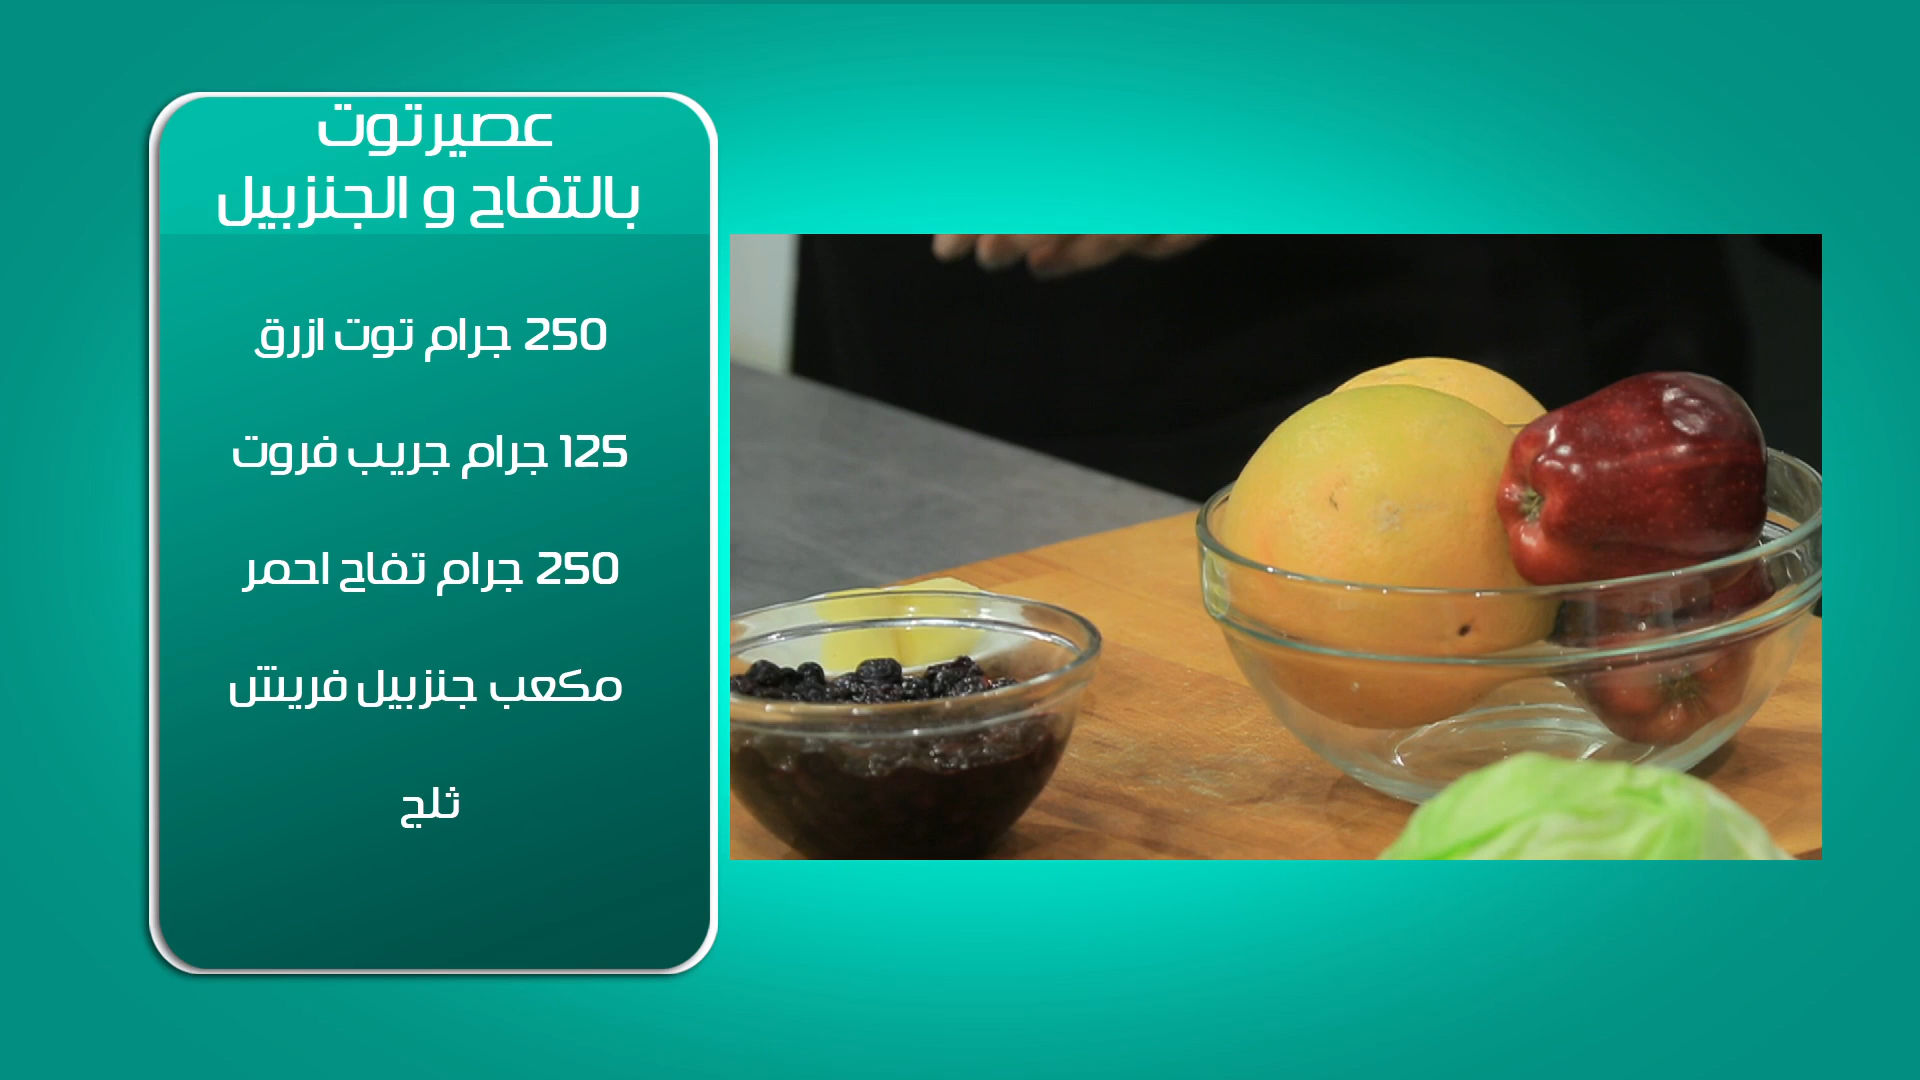 عصيرتوت
بالتفاح و الجنزبيل
250 جرام توت ازرق
125 جرام جريب فروت
250 جرام تفاح احمر
مكعب جنزبيل فريش
ثلج